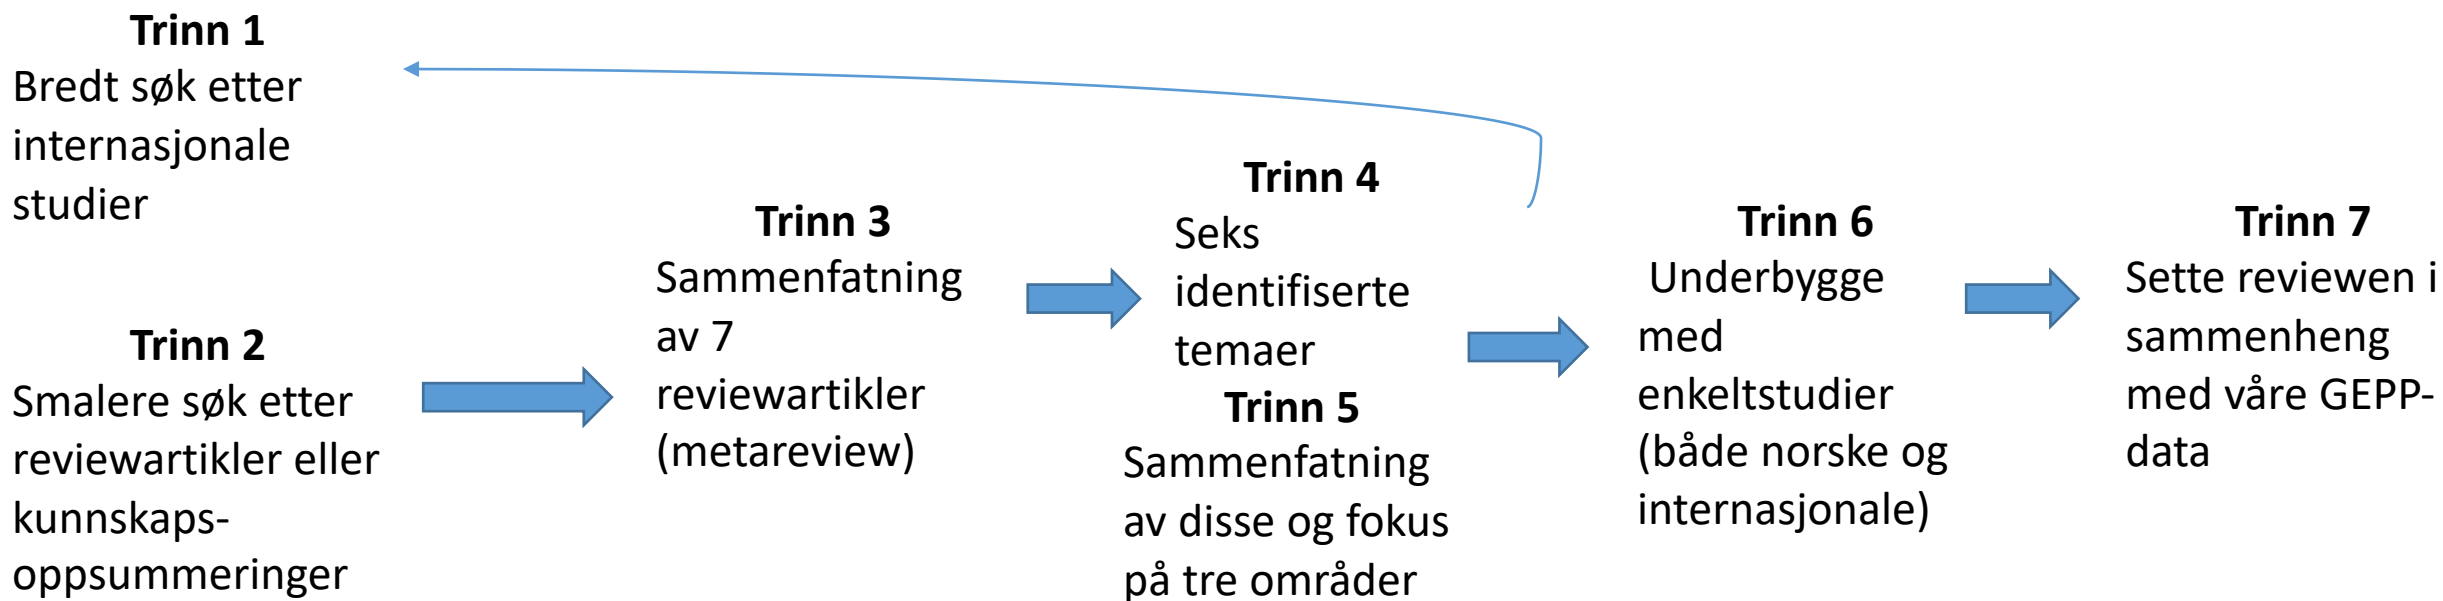 Trinn 1
Bredt søk etter
internasjonale
studier
Trinn 2
Smalere søk etter
reviewartikler eller
kunnskaps-
oppsummeringer
Trinn 3
Sammenfatning
av 7
reviewartikler
(metareview)
Trinn 4
Seks
identifiserte
temaer
Trinn 5
Sammenfatning
av disse og fokus
på tre områder
Trinn 6
Underbygge
med
enkeltstudier
(både norske og
internasjonale)
Trinn 7
Sette reviewen i
sammenheng
med våre GEPP-
data